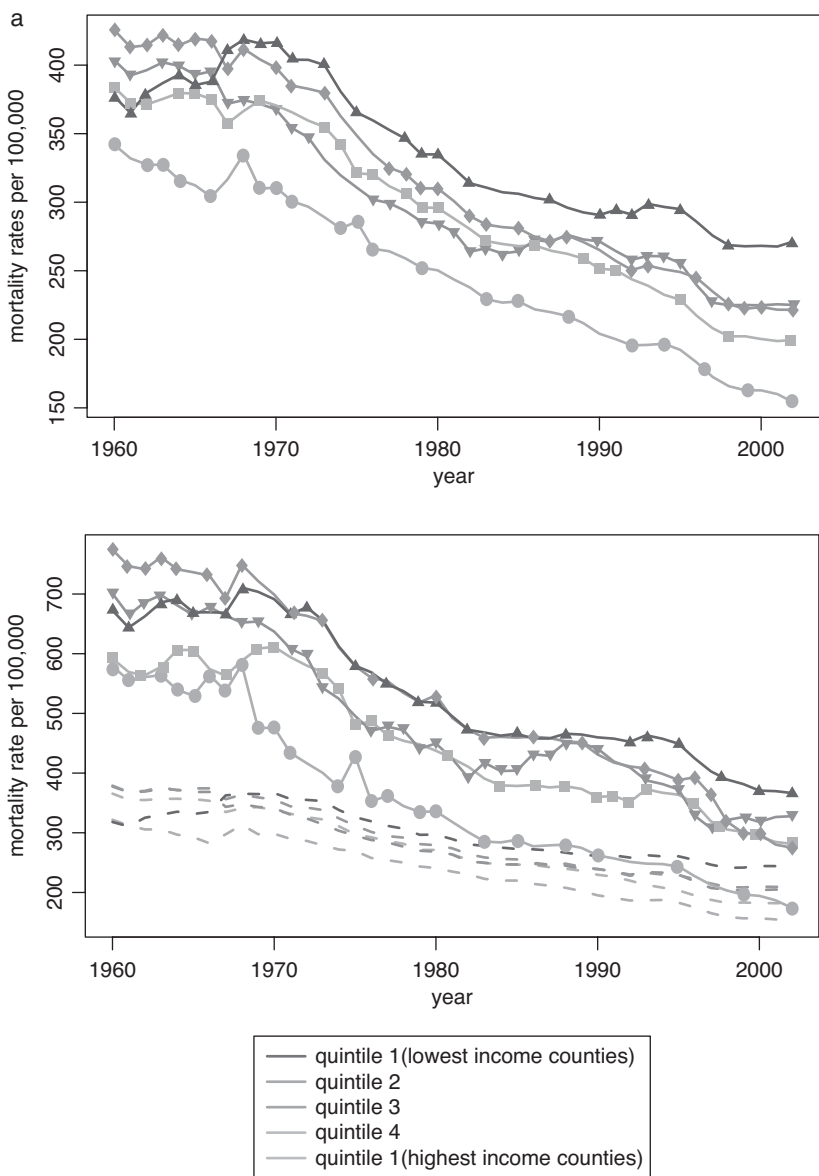 a
mortality rates per 100,000
400
350
300
250
200
150
1960 1970 1980 1990 2000
year
mortality rate per 100,000
700
600
500
400
300
200
1960 1970 1980 1990 2000
year
quintile 1(lowest income counties)
quintile 2
quintile 3
quintile 4
quintile 1(highest income counties)